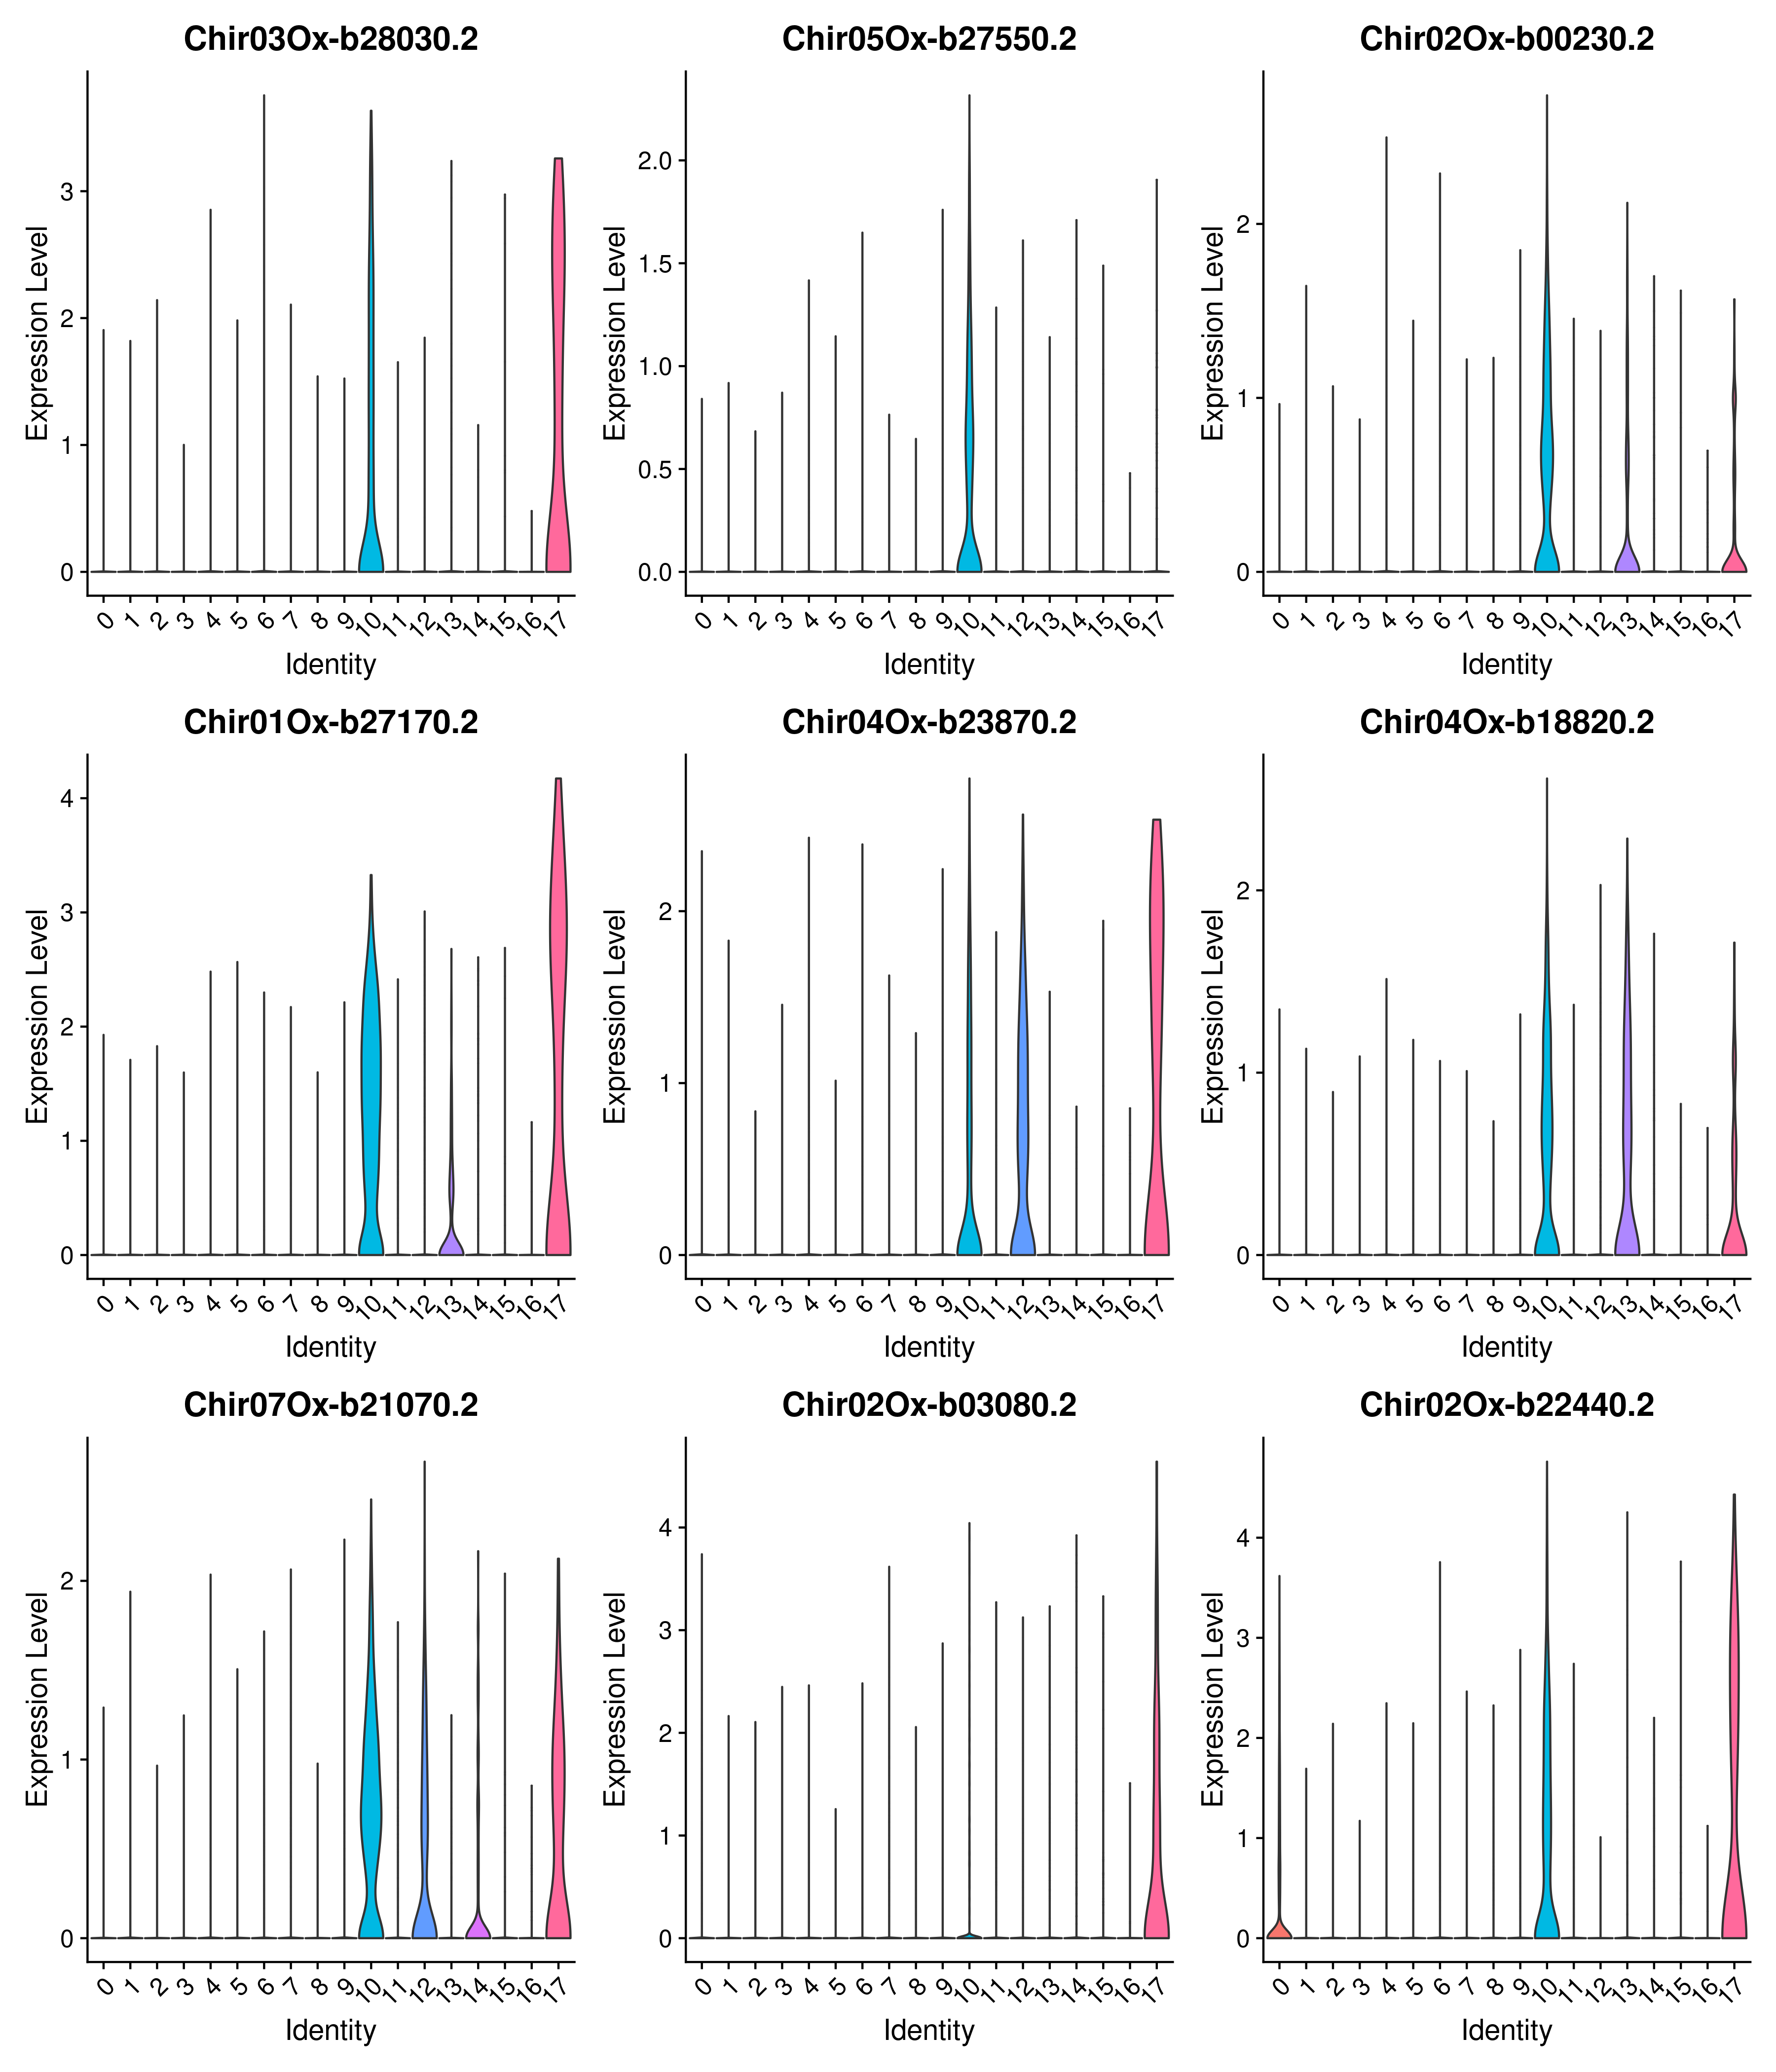 Chir03Ox-b28030.2
Expression Level
3
2
1
0
0 1 2 3 4 5 6 7 8 9 10 11 12 13 14 15 16 17
Identity
Chir05Ox-b27550.2
Expression Level
2.0
1.5
1.0
0.5
0.0
0 1 2 3 4 5 6 7 8 9 10 11 12 13 14 15 16 17
Identity
Chir02Ox-b00230.2
Expression Level
2
1
0
0 1 2 3 4 5 6 7 8 9 10 11 12 13 14 15 16 17
Identity
Chir01Ox-b27170.2
Expression Level
4
3
2
1
0
0 1 2 3 4 5 6 7 8 9 10 11 12 13 14 15 16 17
Identity
Chir04Ox-b23870.2
Expression Level
2
1
0
0 1 2 3 4 5 6 7 8 9 10 11 12 13 14 15 16 17
Identity
Chir04Ox-b18820.2
Expression Level
2
1
0
0 1 2 3 4 5 6 7 8 9 10 11 12 13 14 15 16 17
Identity
Chir07Ox-b21070.2
Expression Level
2
1
0
0 1 2 3 4 5 6 7 8 9 10 11 12 13 14 15 16 17
Identity
Chir02Ox-b03080.2
Expression Level
4
3
2
1
0
0 1 2 3 4 5 6 7 8 9 10 11 12 13 14 15 16 17
Identity
Chir02Ox-b22440.2
Expression Level
4
3
2
1
0
0 1 2 3 4 5 6 7 8 9 10 11 12 13 14 15 16 17
Identity